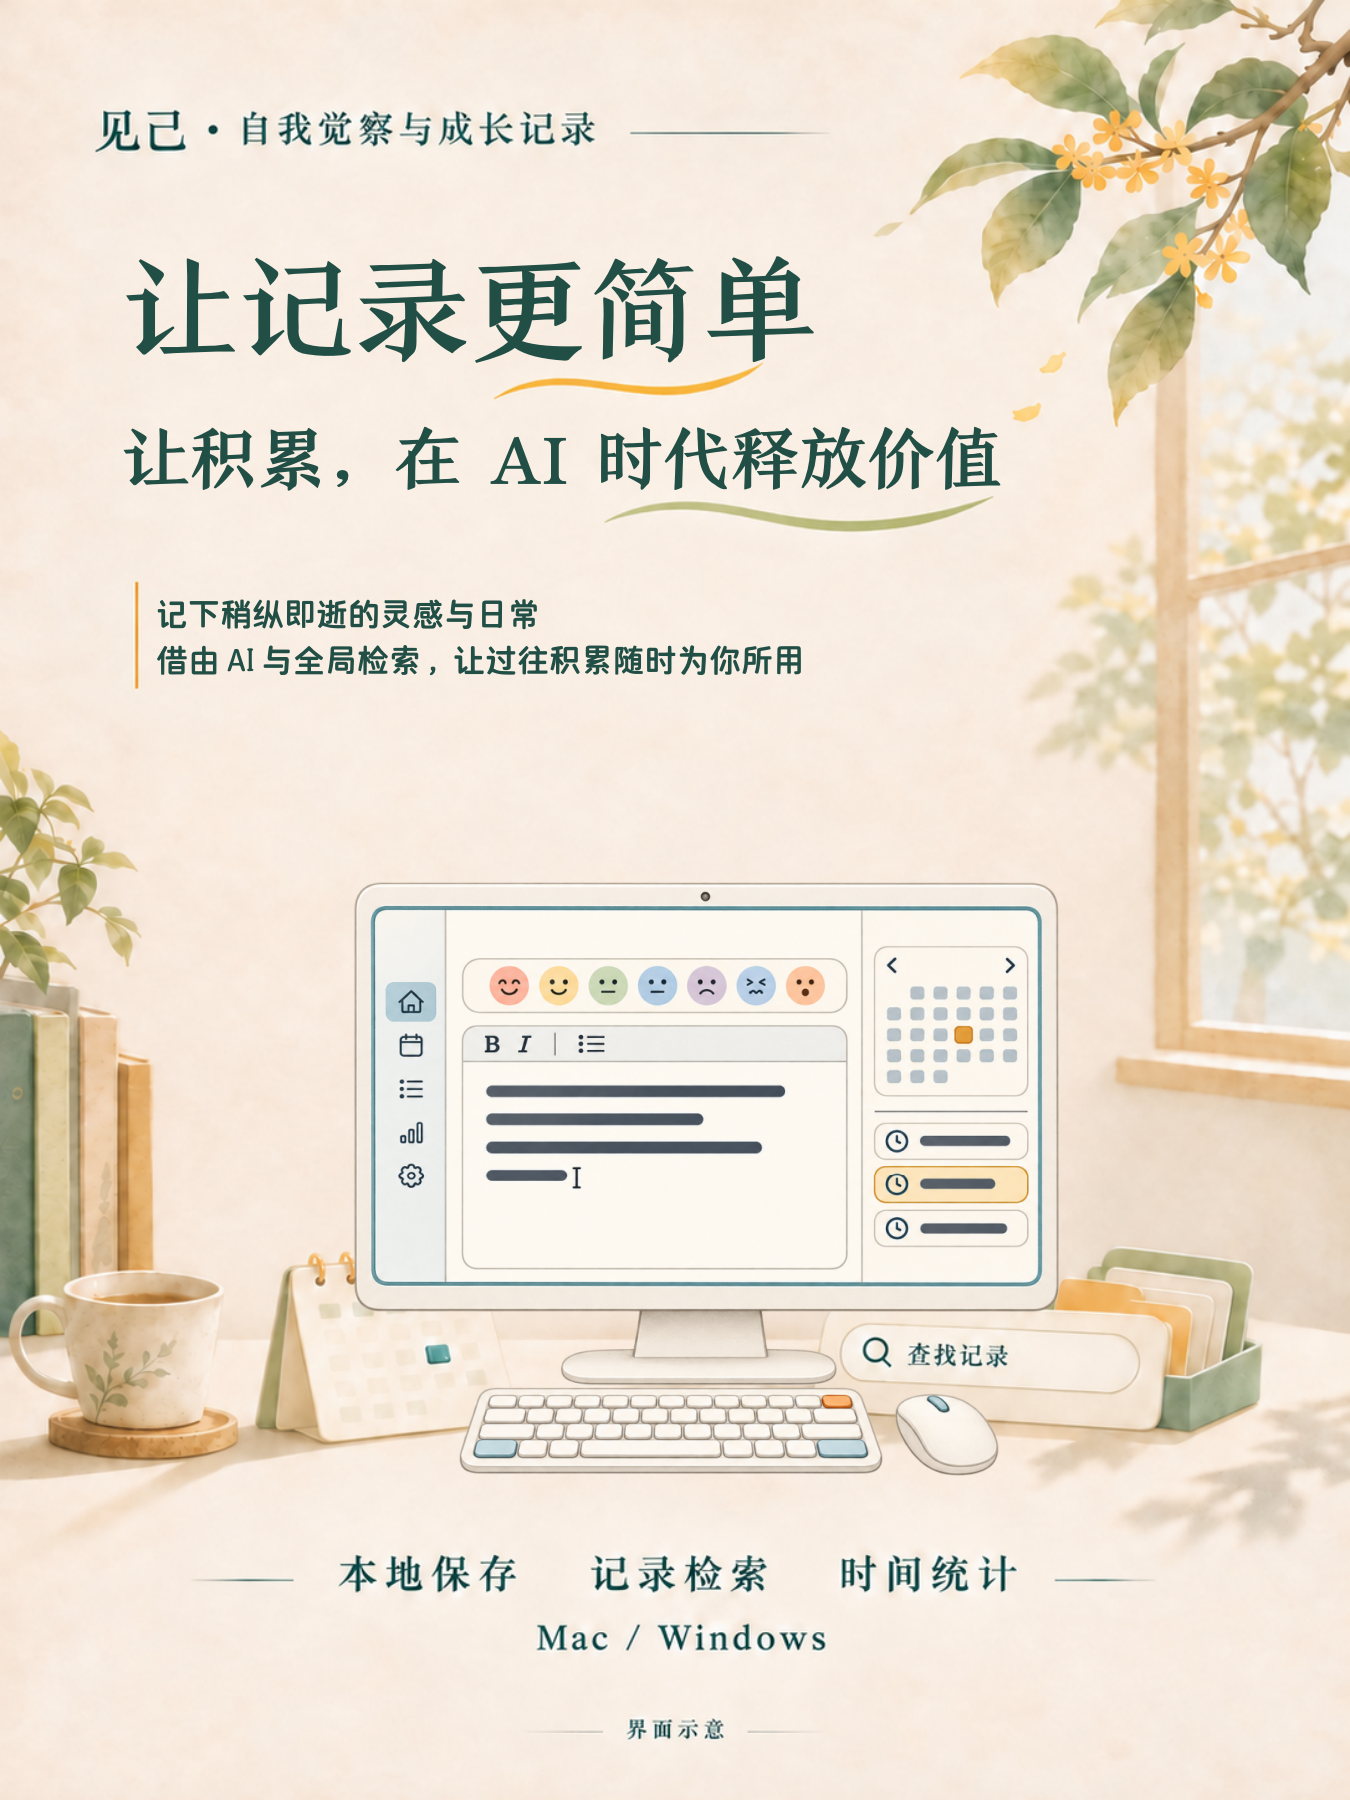 见己 · 自我觉察与成长记录
让记录更简单
让积累，在 AI 时代释放价值
记下稍纵即逝的灵感与日常
借由 AI 与全局检索，让过往积累随时为你所用
B I
查找记录
本地保存 记录检索 时间统计
Mac / Windows
界面示意